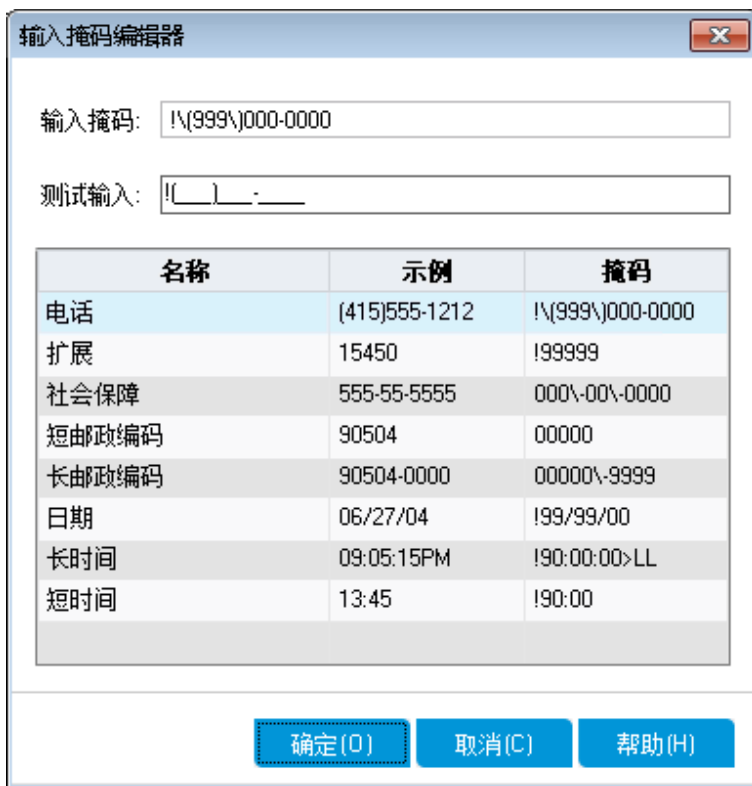 输入掩码编辑器
输入掩码: !\(999\)000-0000
测试输入: !(___)___-____
名称 示例 掩码
电话 (415)555-1212 !\(999\)000-0000
扩展 15450 !99999
社会保障 555-55-5555 000\-00\-0000
短邮政编码 90504 00000
长邮政编码 90504-0000 00000\-9999
日期 06/27/04 !99/99/00
长时间 09:05:15PM !90:00:00>LL
短时间 13:45 !90:00
确定(O) 取消(C) 帮助(H)